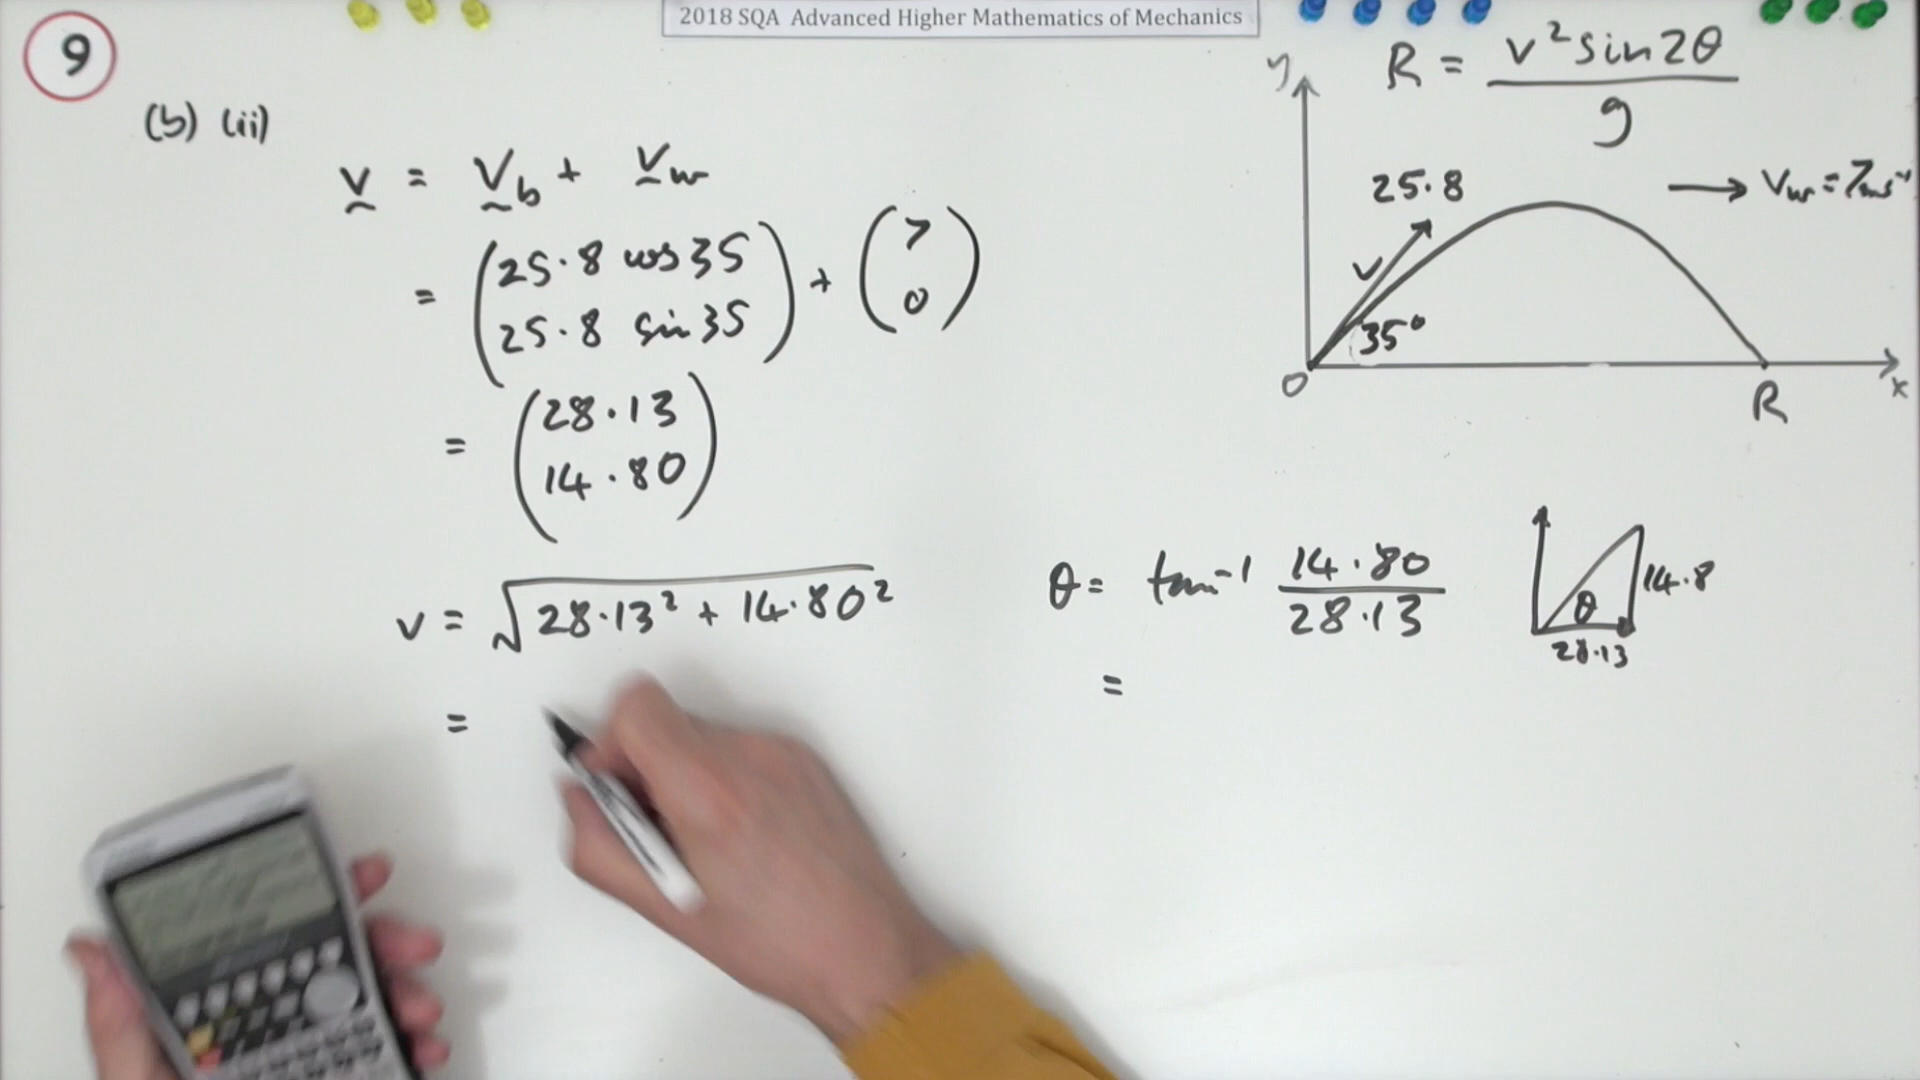 2018 SQA Advanced Higher Mathematics of Mechanics
9
(b) (ii)
v = v_b + v_w
= (25.8 cos 35
25.8 sin 35) + (7
0)
= (28.13
14.80)
v = √28.13² + 14.80²
=
R = v² sin 2θ
g
y
25.8
→ v_w = 7ms⁻¹
v
35°
O
R
x
θ = tan⁻¹ 14.80
28.13
=
14.8
θ
28.13